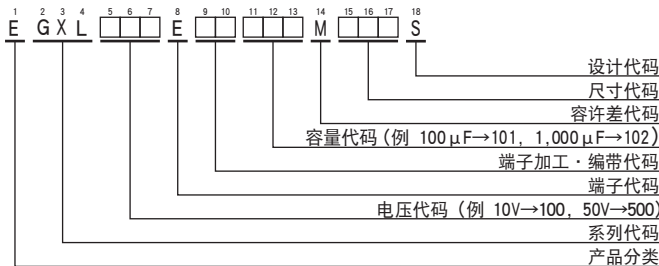 1 2 3 4 5 6 7 8 9 10 11 12 13 14 15 16 17 18
E G X L □□□ E □□ □□□ M □□□ S
设计代码
尺寸代码
容许差代码
容量代码 (例 100μF→101, 1,000μF→102)
端子加工・编带代码
端子代码
电压代码 (例 10V→100, 50V→500)
系列代码
产品分类